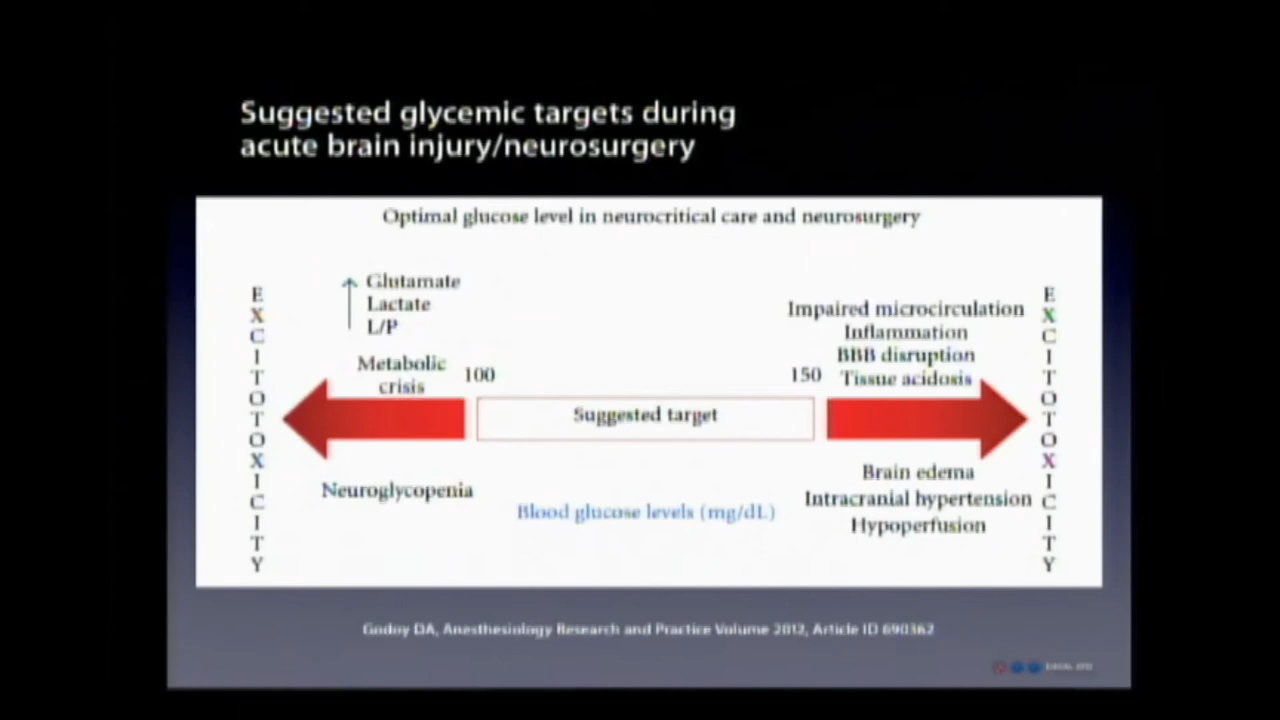 Suggested glycemic targets during
acute brain injury/neurosurgery
Optimal glucose level in neurocritical care and neurosurgery
EXCITOTOXICITY
↑ Glutamate
Lactate
L/P
Metabolic
crisis
100
Suggested target
150
Impaired microcirculation
Inflammation
BBB disruption
Tissue acidosis
EXCITOTOXICITY
Neuroglycopenia
Blood glucose levels (mg/dL)
Brain edema
Intracranial hypertension
Hypoperfusion
Godoy DA, Anesthesiology Research and Practice Volume 2012, Article ID 690362